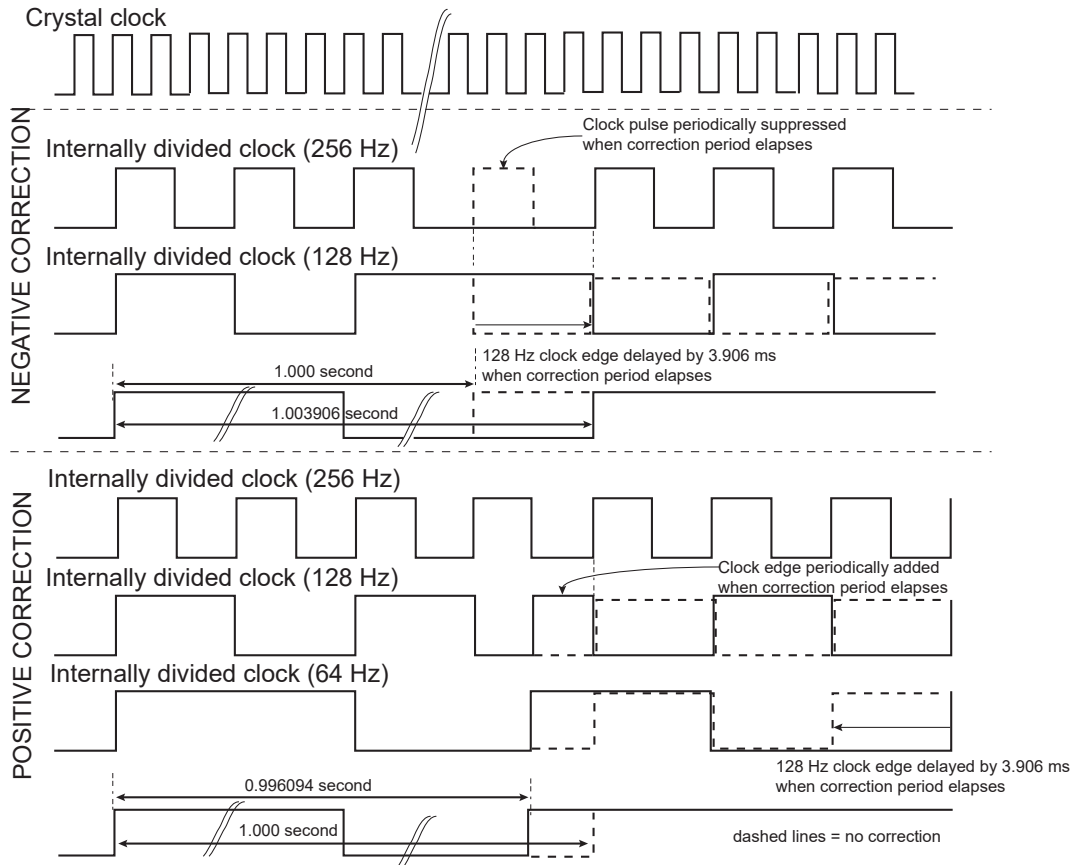 Crystal clock
NEGATIVE CORRECTION
Clock pulse periodically suppressed
when correction period elapses
Internally divided clock (256 Hz)
Internally divided clock (128 Hz)
128 Hz clock edge delayed by 3.906 ms
when correction period elapses
1.000 second
1.003906 second
POSITIVE CORRECTION
Internally divided clock (256 Hz)
Internally divided clock (128 Hz)
Clock edge periodically added
when correction period elapses
Internally divided clock (64 Hz)
128 Hz clock edge delayed by 3.906 ms
when correction period elapses
0.996094 second
1.000 second
dashed lines = no correction